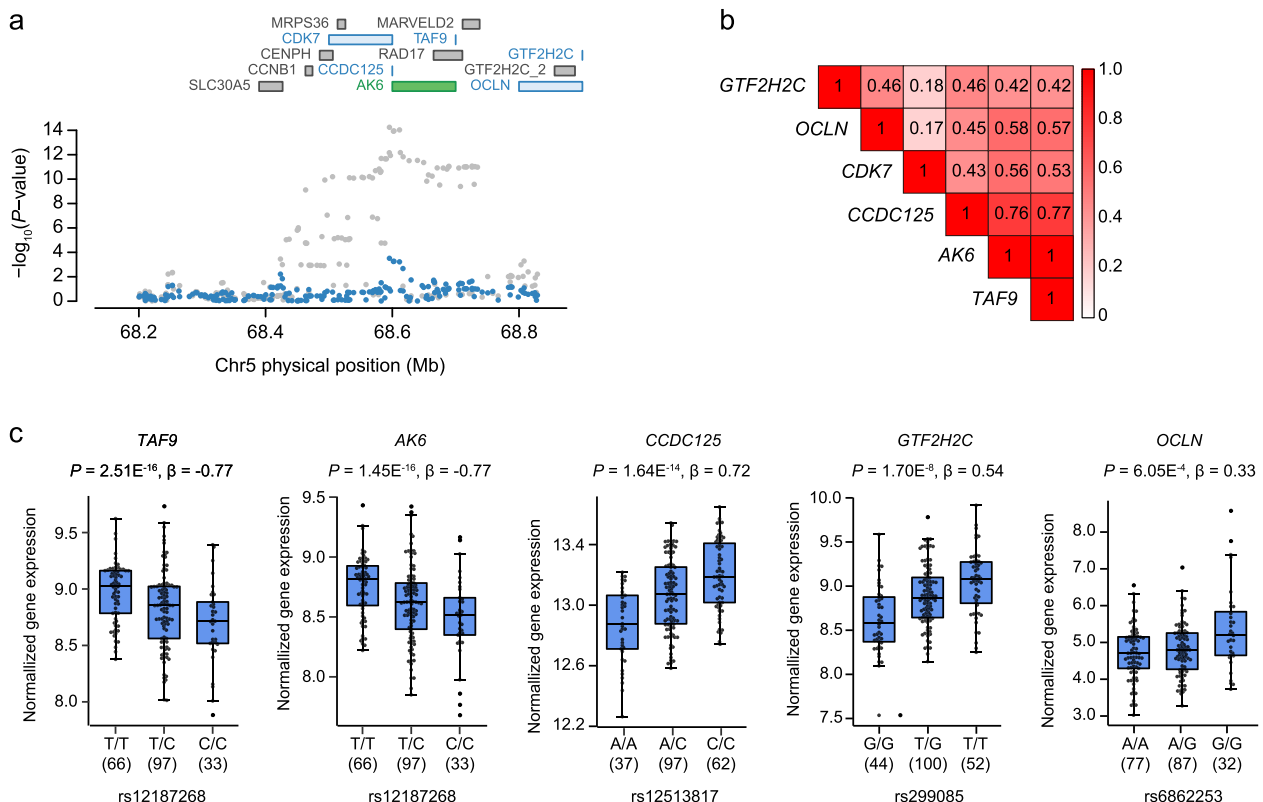 a
MRPS36 MARVELD2
CDK7 TAF9
CENPH RAD17 GTF2H2C
CCNB1 CCDC125 GTF2H2C_2
SLC30A5 AK6 OCLN
14
12
10
8
6
4
2
0
–log10(P–value)
68.2 68.4 68.6 68.8
Chr5 physical position (Mb)
b
GTF2H2C 1 0.46 0.18 0.46 0.42 0.42
OCLN 1 0.17 0.45 0.58 0.57
CDK7 1 0.43 0.56 0.53
CCDC125 1 0.76 0.77
AK6 1 1
TAF9 1
1.0
0.8
0.6
0.4
0.2
0
c
TAF9
P = 2.51E-16, β = -0.77
Normallized gene expression
9.5
9.0
8.5
8.0
T/T T/C C/C
(66) (97) (33)
rs12187268
AK6
P = 1.45E-16, β = -0.77
Normallized gene expression
9.5
9.0
8.5
8.0
T/T T/C C/C
(66) (97) (33)
rs12187268
CCDC125
P = 1.64E-14, β = 0.72
Normallized gene expression
13.4
13.0
12.6
12.2
A/A A/C C/C
(37) (97) (62)
rs12513817
GTF2H2C
P = 1.70E-8, β = 0.54
Normallized gene expression
10.0
9.5
9.0
8.5
8.0
7.5
G/G T/G T/T
(44) (100) (52)
rs299085
OCLN
P = 6.05E-4, β = 0.33
Normallized gene expression
8.0
7.0
6.0
5.0
4.0
3.0
A/A A/G G/G
(77) (87) (32)
rs6862253